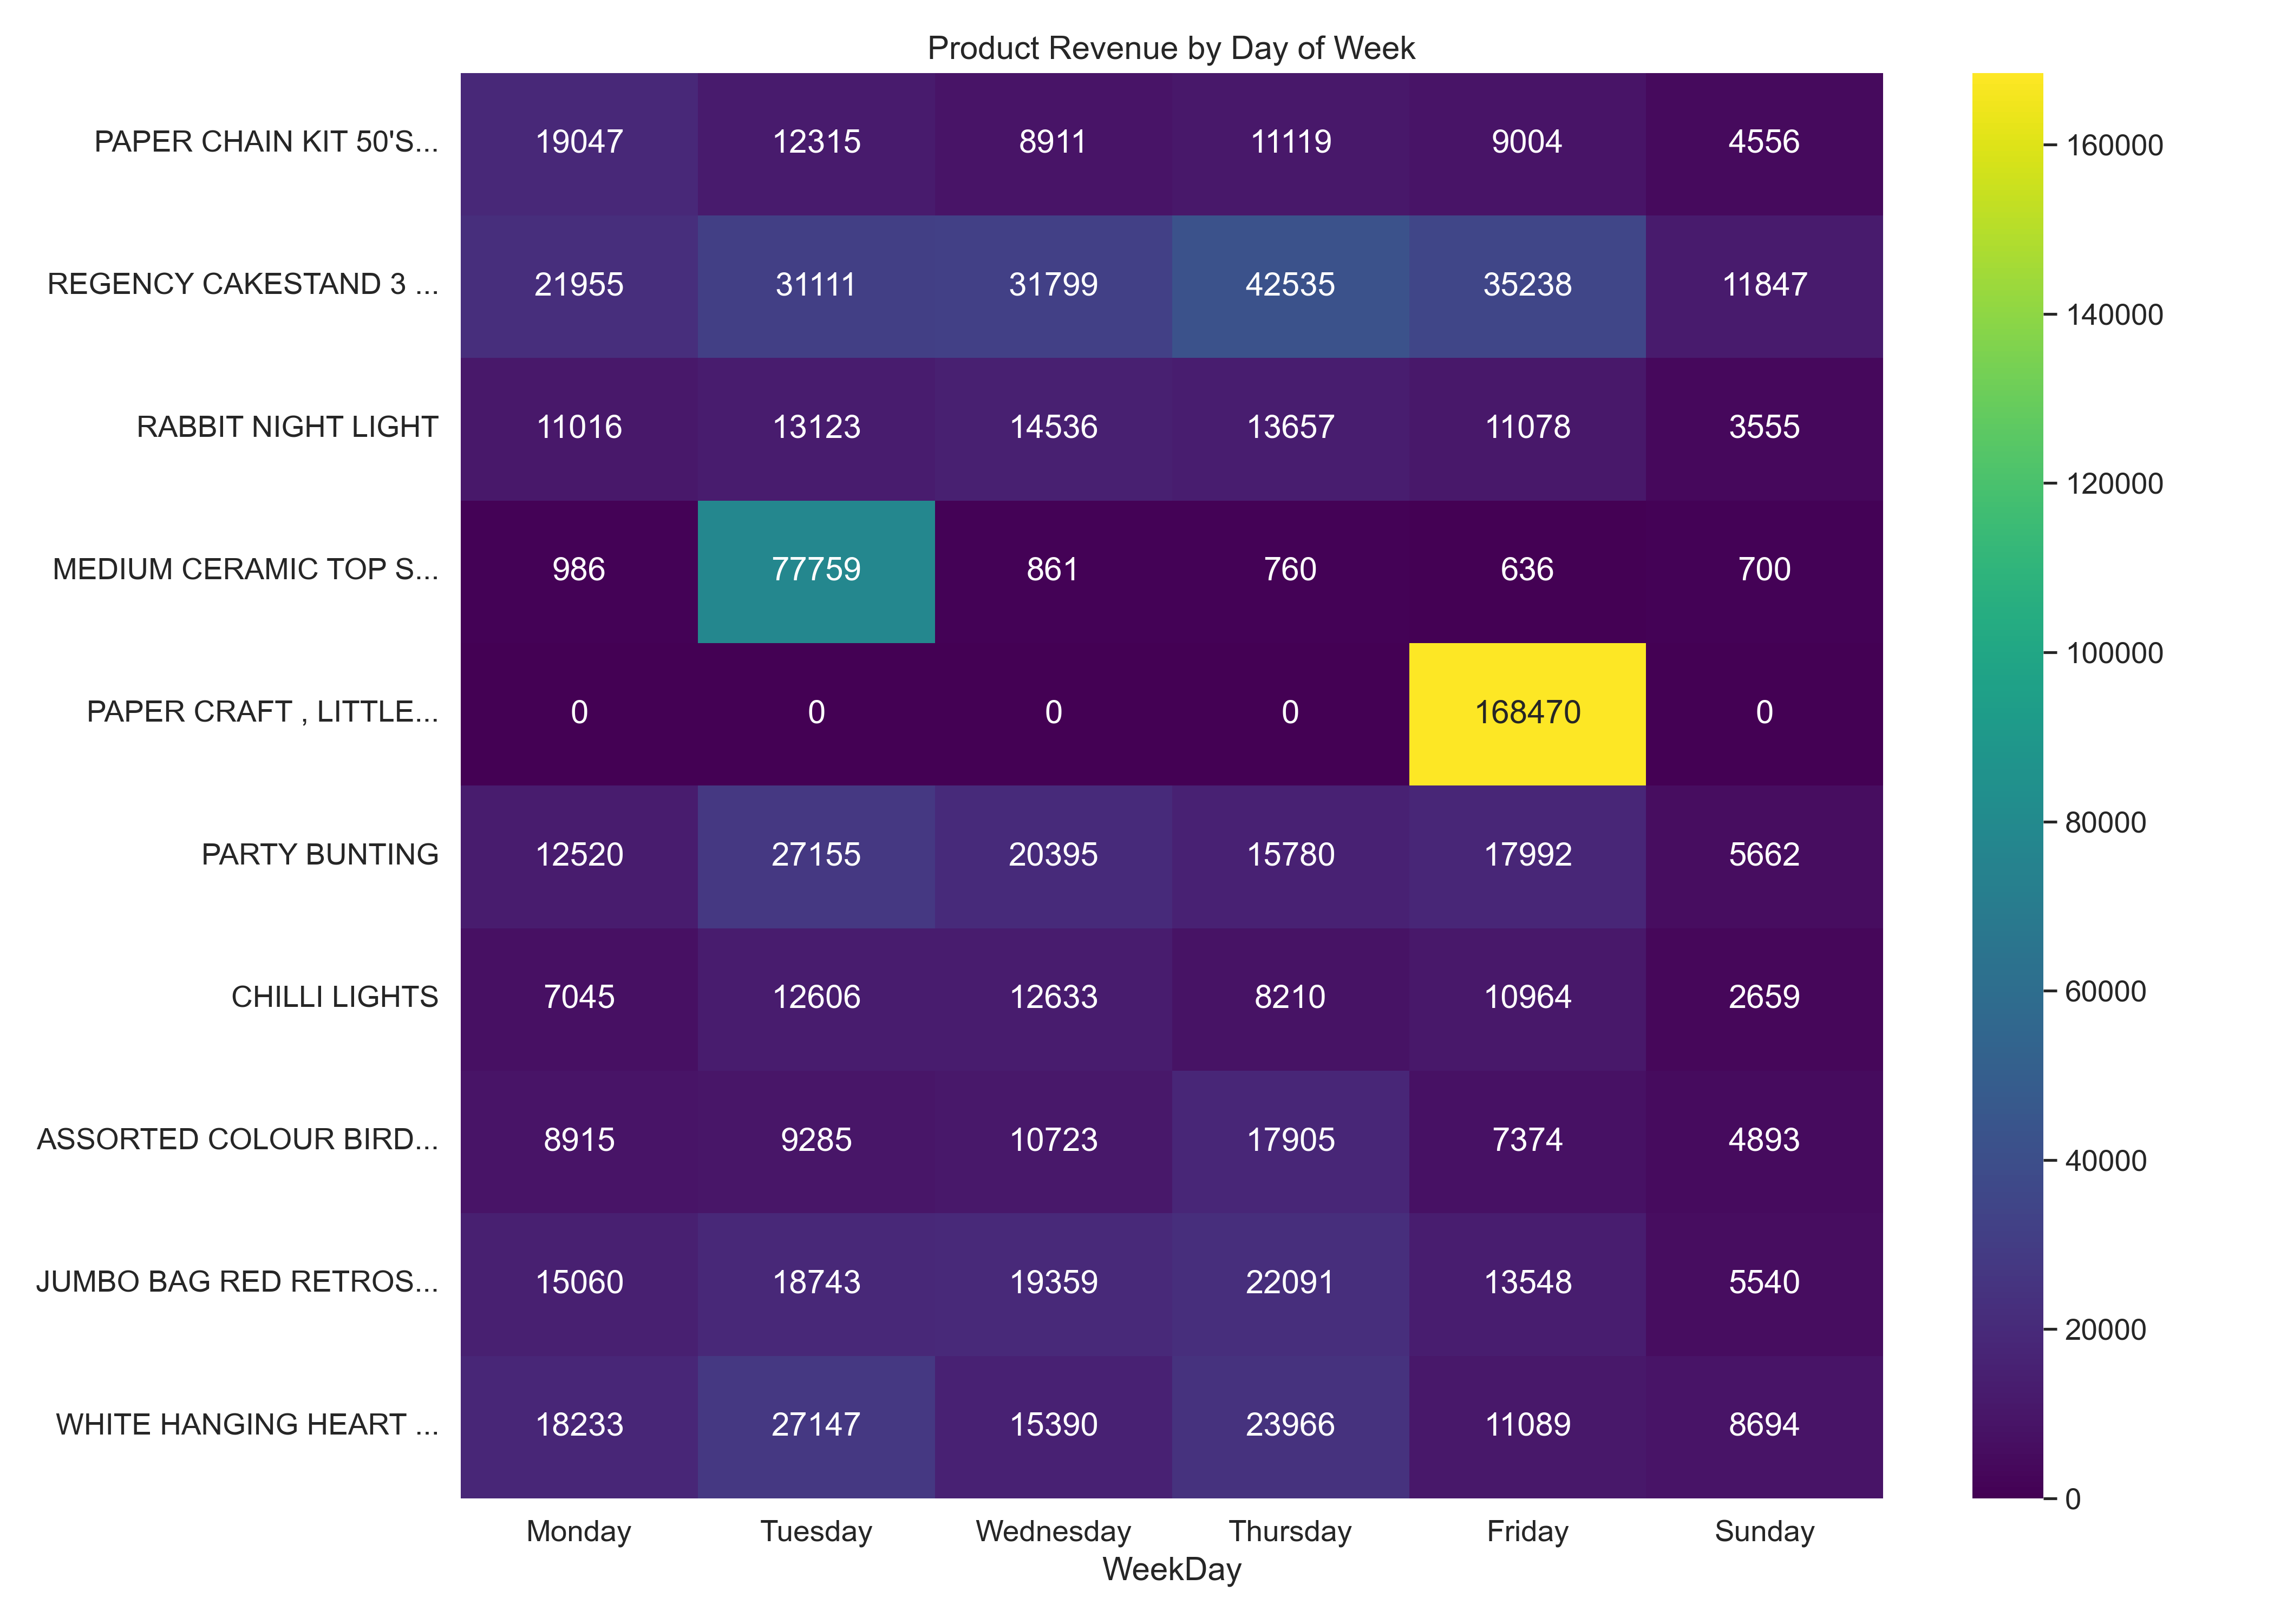 Product Revenue by Day of Week
PAPER CHAIN KIT 50'S... 19047 12315 8911 11119 9004 4556
REGENCY CAKESTAND 3 ... 21955 31111 31799 42535 35238 11847
RABBIT NIGHT LIGHT 11016 13123 14536 13657 11078 3555
MEDIUM CERAMIC TOP S... 986 77759 861 760 636 700
PAPER CRAFT , LITTLE... 0 0 0 0 168470 0
PARTY BUNTING 12520 27155 20395 15780 17992 5662
CHILLI LIGHTS 7045 12606 12633 8210 10964 2659
ASSORTED COLOUR BIRD... 8915 9285 10723 17905 7374 4893
JUMBO BAG RED RETROS... 15060 18743 19359 22091 13548 5540
WHITE HANGING HEART ... 18233 27147 15390 23966 11089 8694
Monday Tuesday Wednesday Thursday Friday Sunday
WeekDay
160000
140000
120000
100000
80000
60000
40000
20000
0